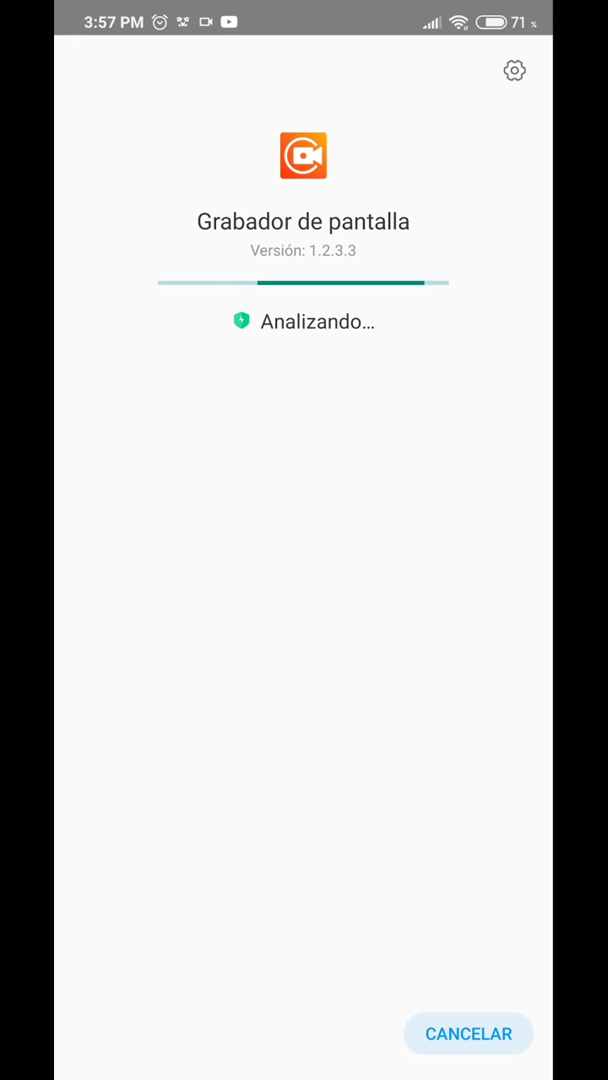 3:57 PM 71 %
Grabador de pantalla
Versión: 1.2.3.3
Analizando...
CANCELAR